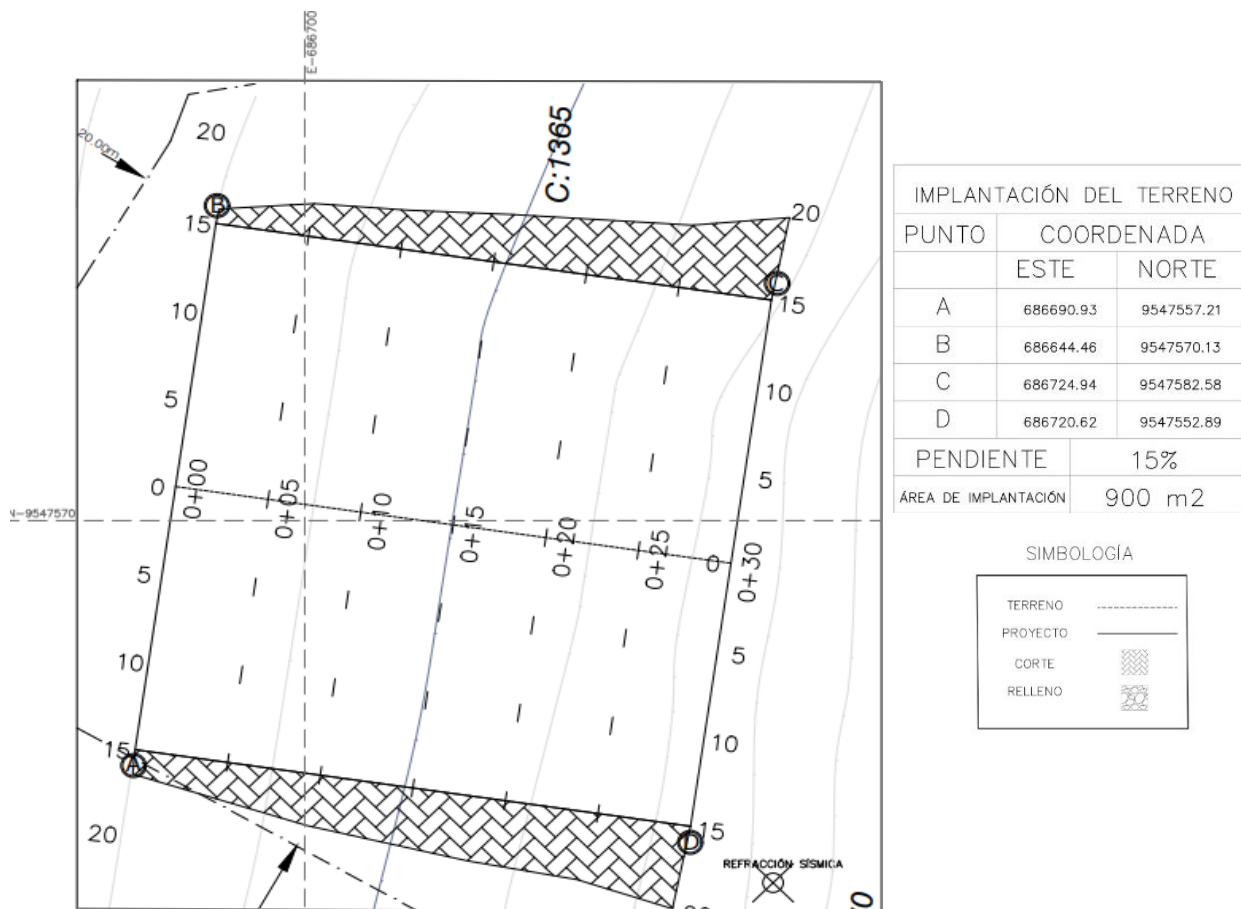 E-686700
20.00m
20
C:1365
B
15
20
C
15
10
10
5
5
0
0+00
0+05
0+10
0+15
0+20
0+25
0
0+30
N-9547570
5
5
10
10
15
A
15
D
20
REFRACCIÓN SÍSMICA
IMPLANTACIÓN DEL TERRENO
PUNTO COORDENADA
ESTE NORTE
A 686690.93 9547557.21
B 686644.46 9547570.13
C 686724.94 9547582.58
D 686720.62 9547552.89
PENDIENTE 15%
ÁREA DE IMPLANTACIÓN 900 m2
SIMBOLOGÍA
TERRENO
PROYECTO
CORTE
RELLENO